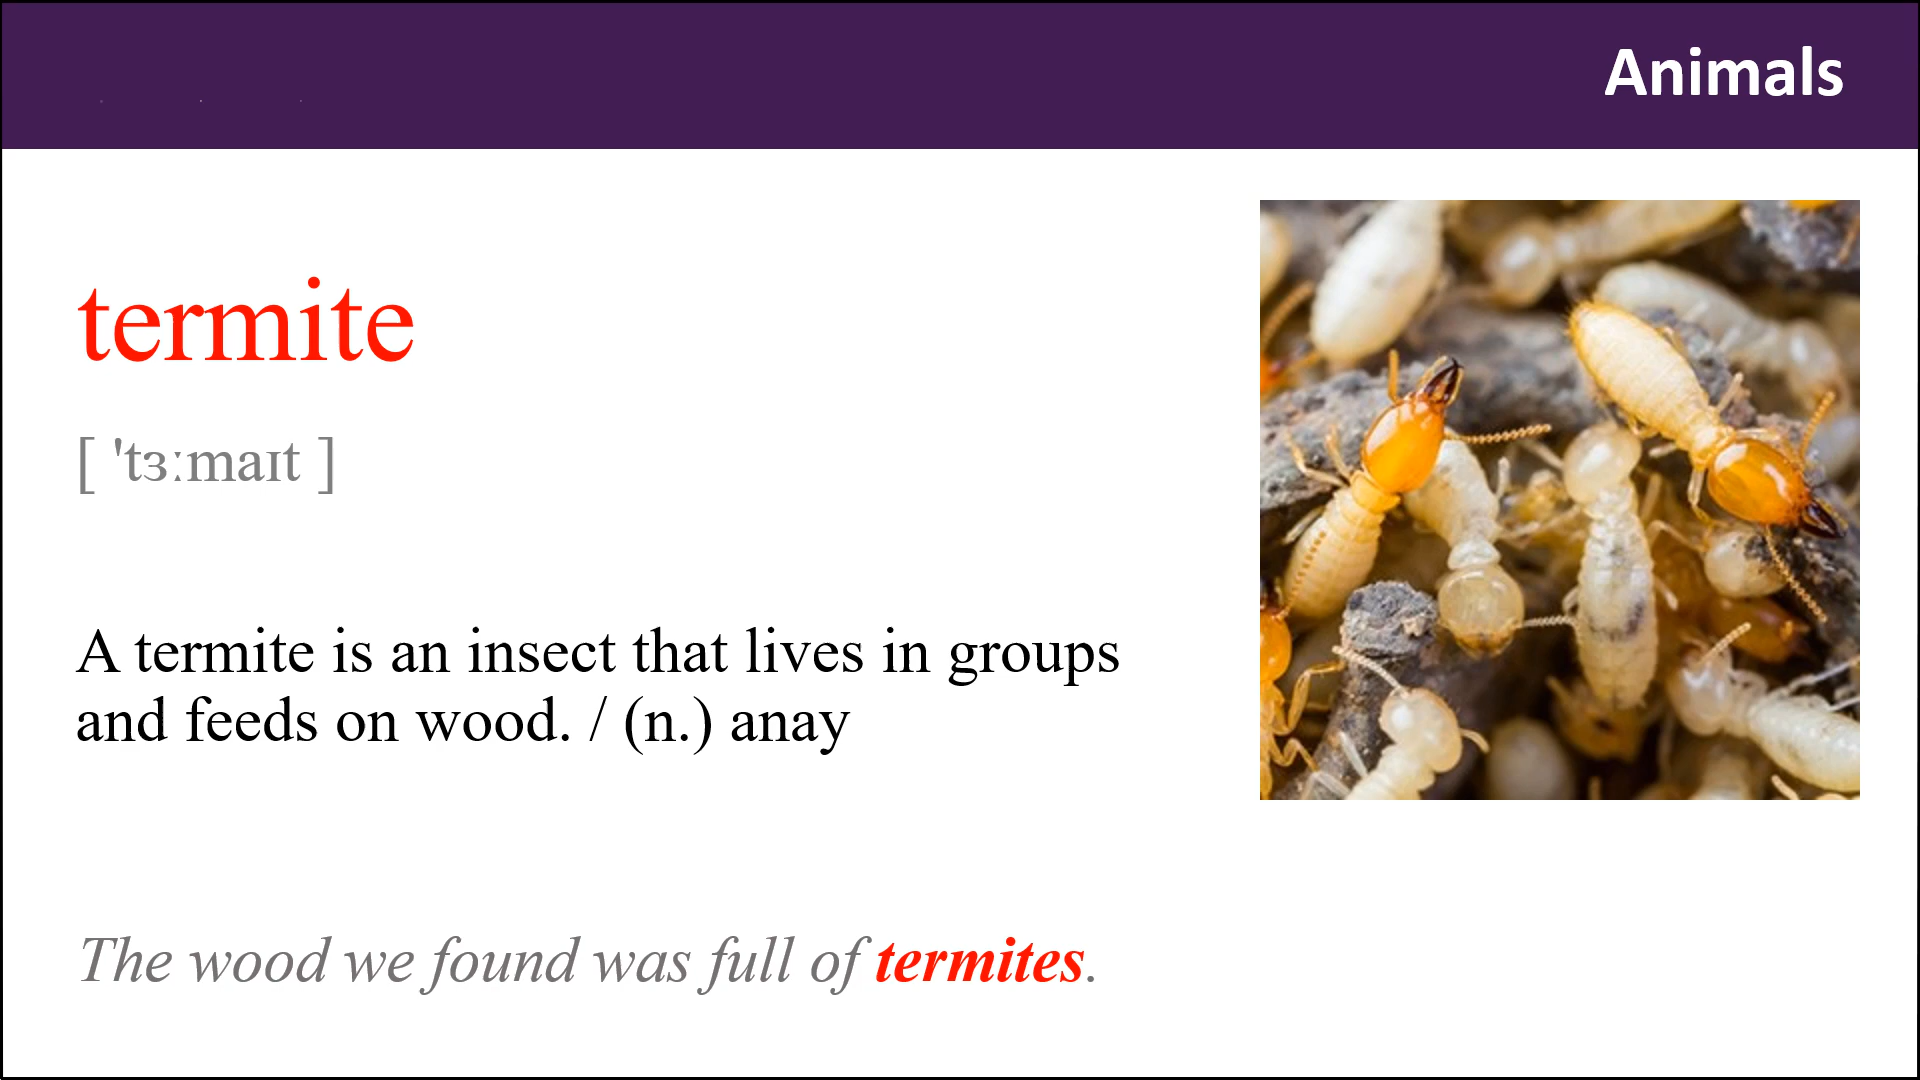 Animals
termite
[ 'tɜːmaɪt ]
A termite is an insect that lives in groups
and feeds on wood. / (n.) anay
The wood we found was full of termites.